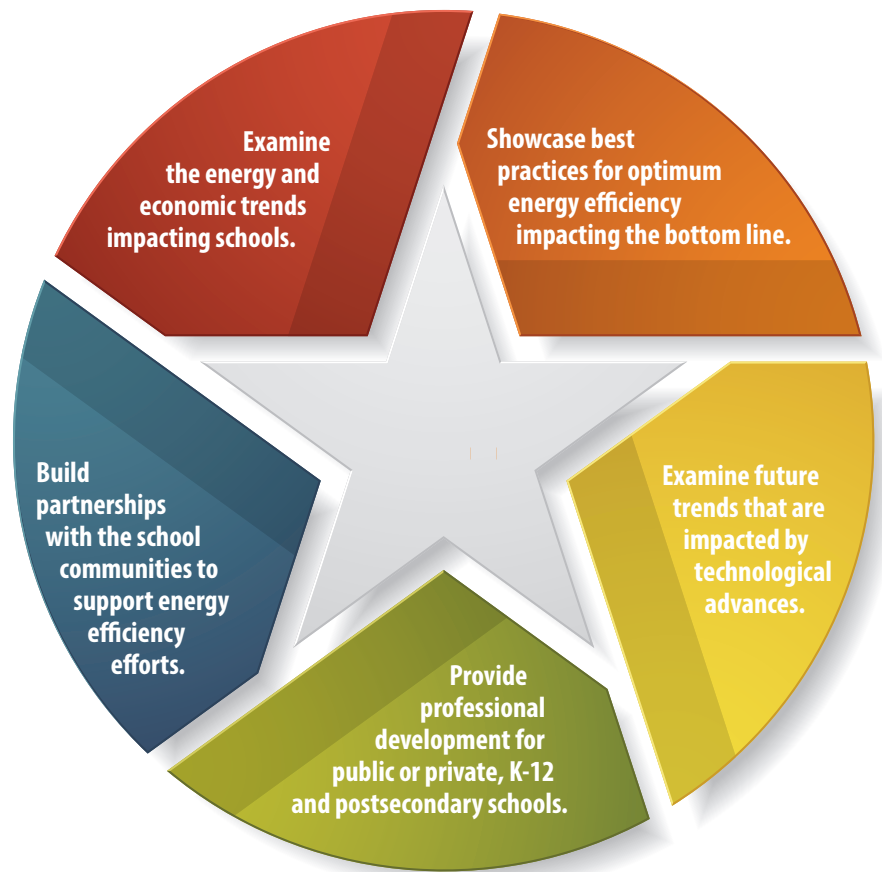 Examine
the energy and
economic trends
impacting schools.
Showcase best
practices for optimum
energy efficiency
impacting the bottom line.
Examine future
trends that are
impacted by
technological
advances.
Provide
professional
development for
public or private, K-12
and postsecondary schools.
Build
partnerships
with the school
communities to
support energy
efficiency
efforts.